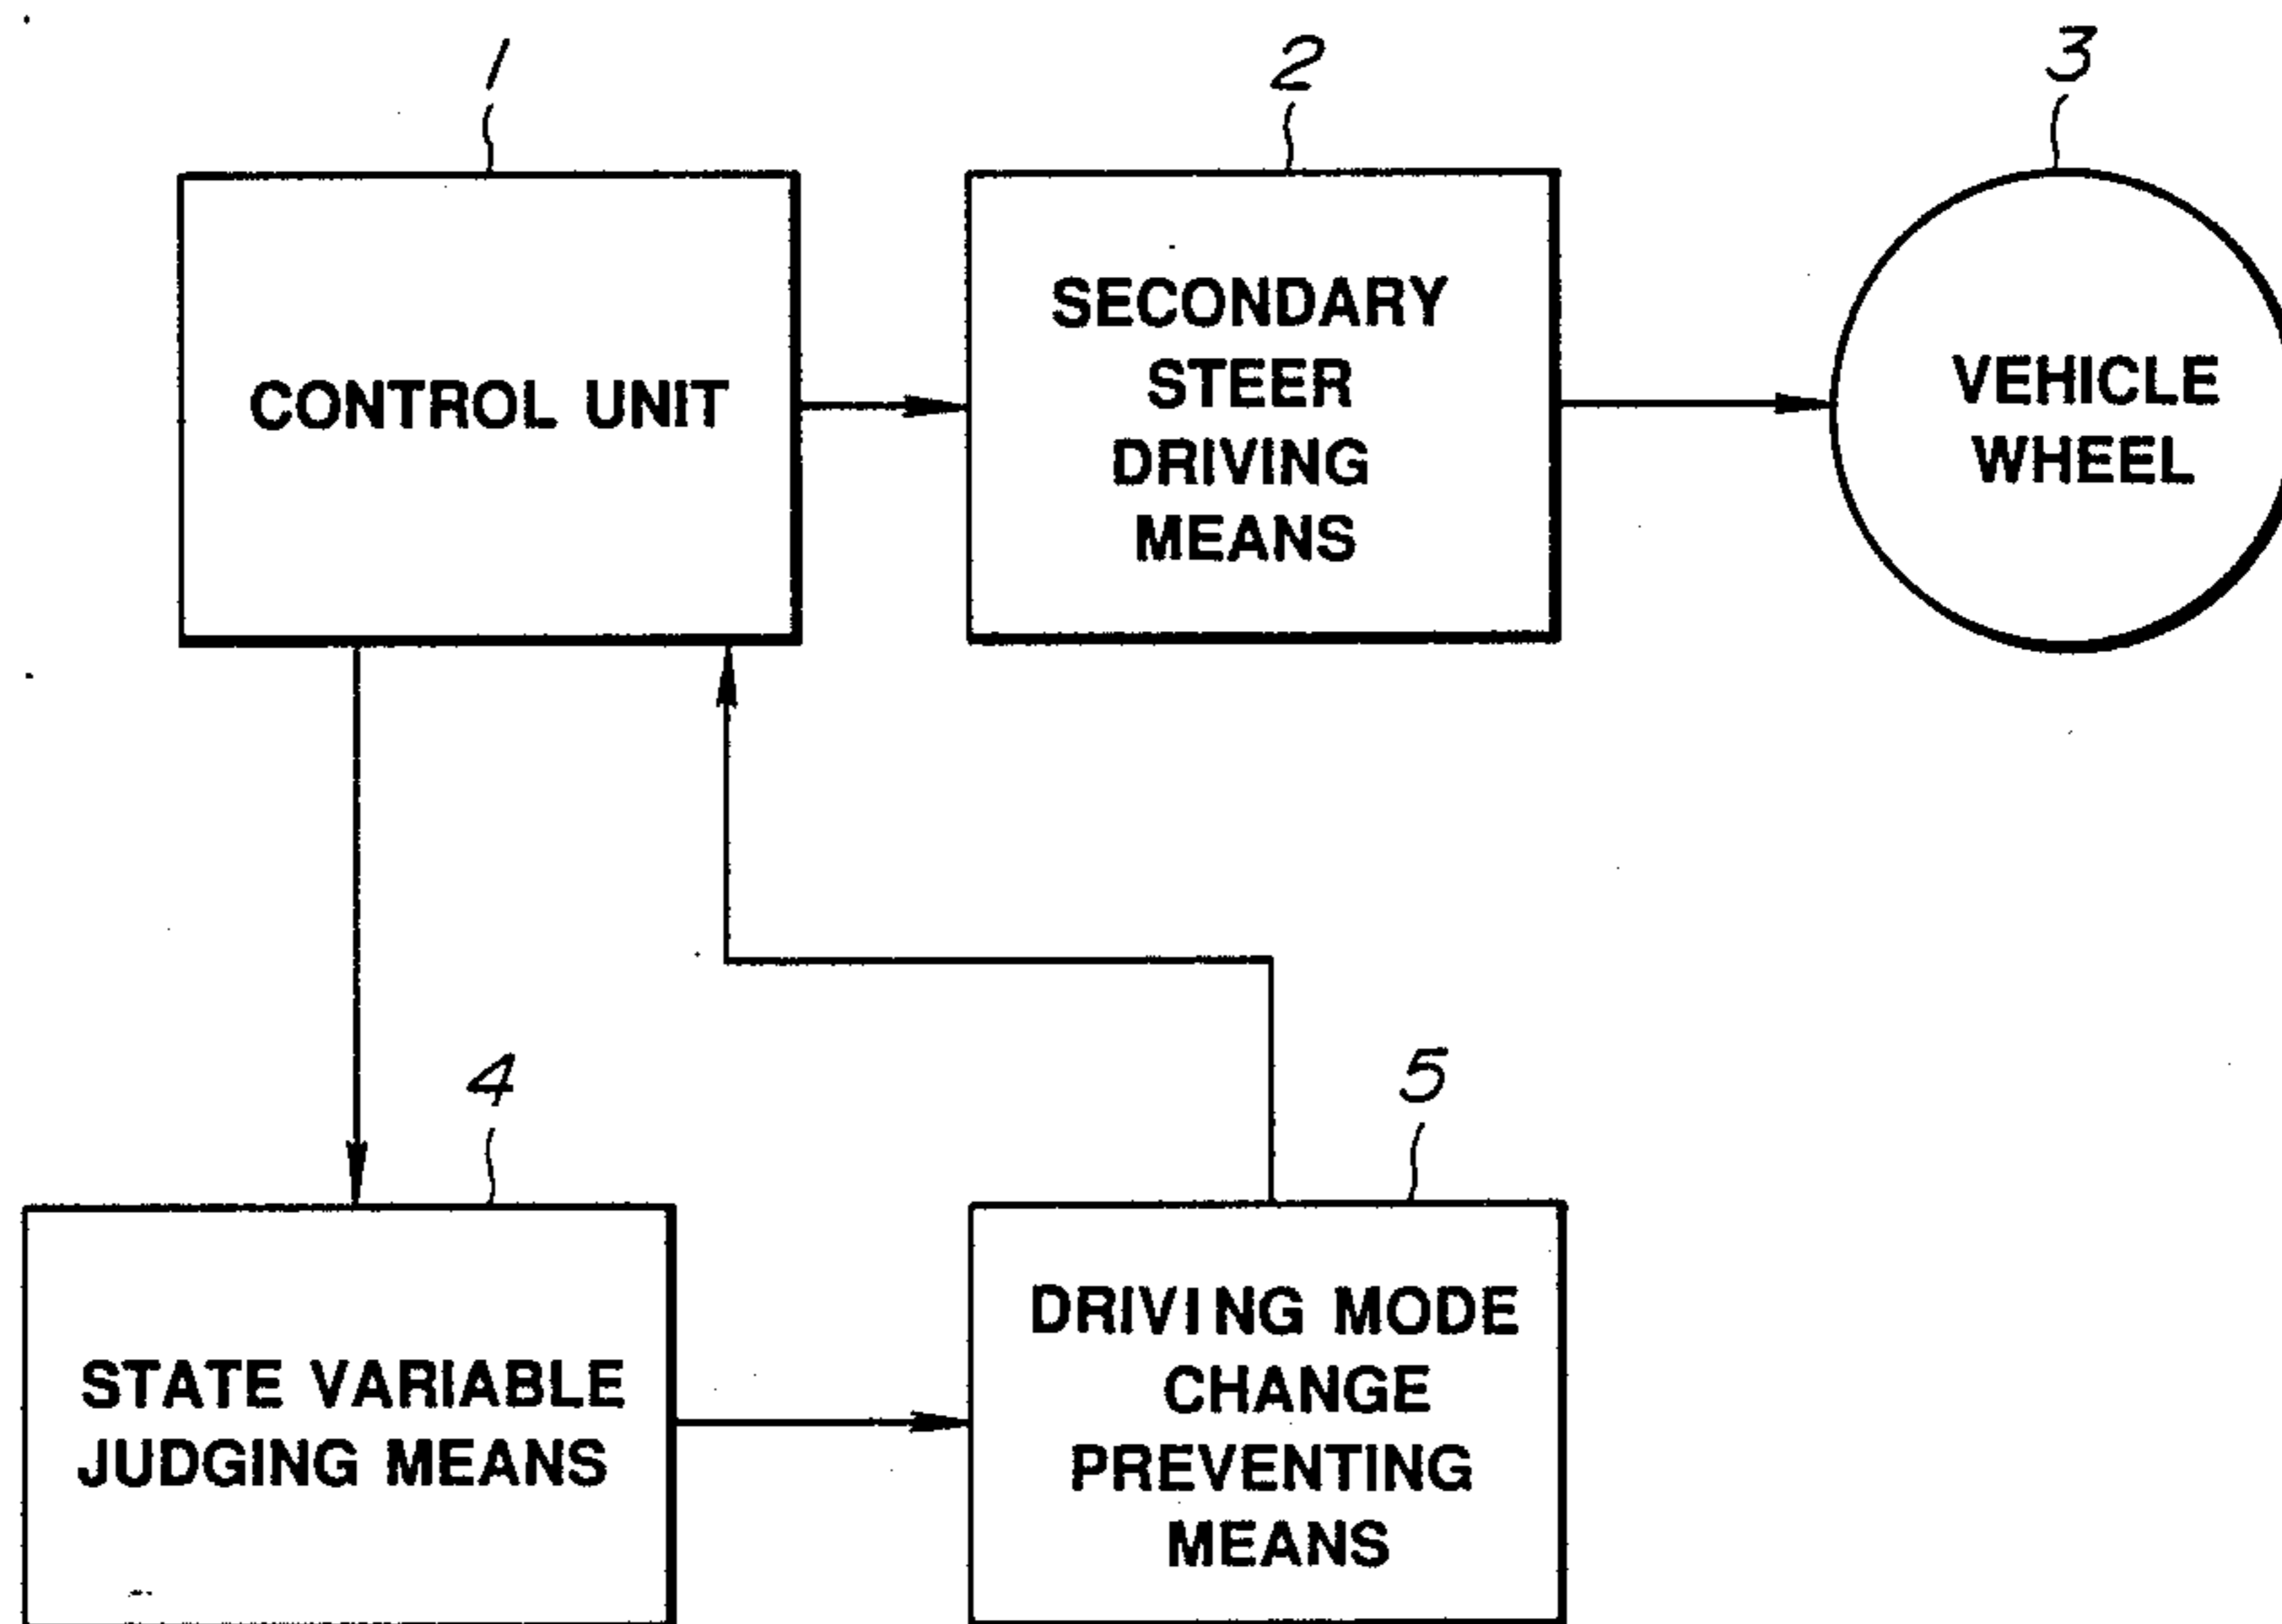 1
2
3
CONTROL UNIT
SECONDARY
STEER
DRIVING
MEANS
VEHICLE
WHEEL
4
5
STATE VARIABLE
JUDGING MEANS
DRIVING MODE
CHANGE
PREVENTING
MEANS